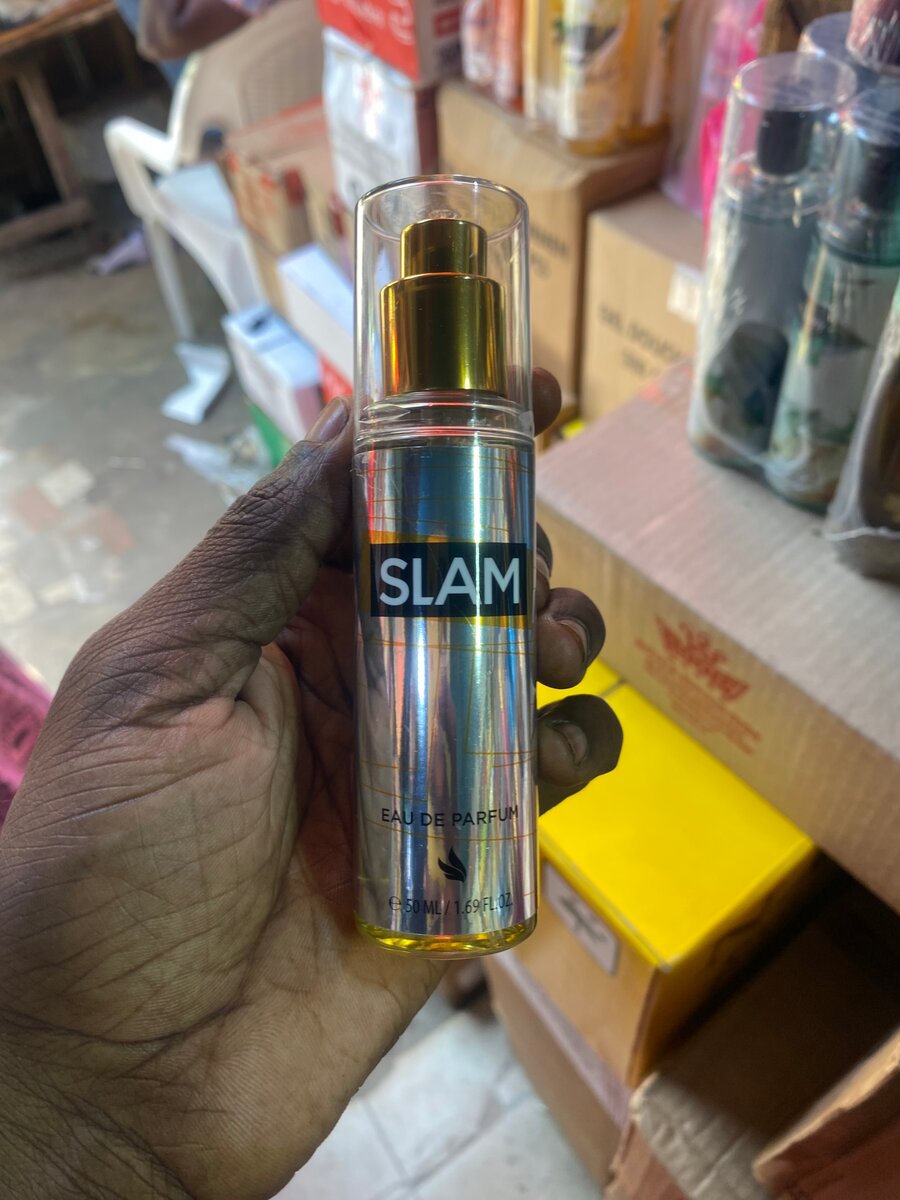 SLAM
EAU DE PARFUM
℮ 50 ML / 1.69 FL.OZ.